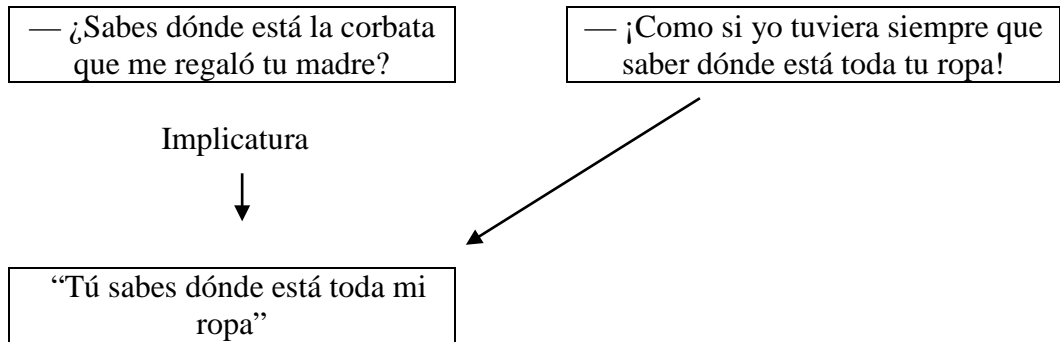 — ¿Sabes dónde está la corbata
que me regaló tu madre?
— ¡Como si yo tuviera siempre que
saber dónde está toda tu ropa!
Implicatura
“Tú sabes dónde está toda mi
ropa”